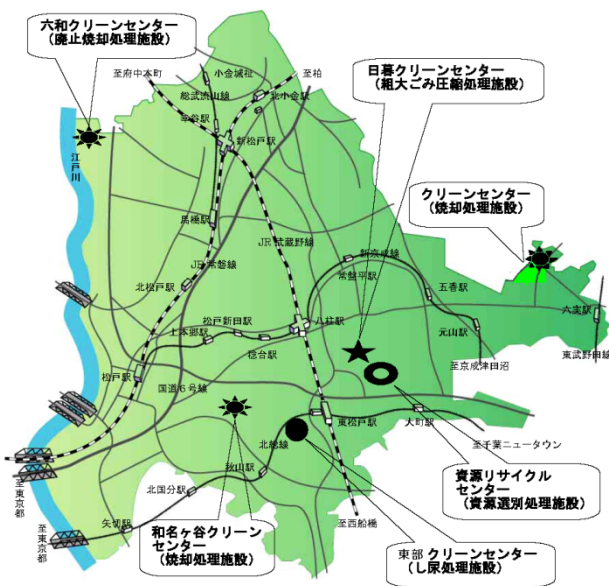 六和クリーンセンター
（廃止焼却処理施設）
至府中本町
小金城祉
至柏
総武流山線
北小金駅
幸谷駅
新松戸駅
日暮クリーンセンター
（粗大ごみ圧縮処理施設）
江戸川
クリーンセンター
（焼却処理施設）
馬橋駅
JR武蔵野線
JR常磐線
新京成線
北松戸駅
常盤平駅
五香駅
六実駅
松戸新田駅
八柱駅
上本郷駅
元山駅
稔台駅
東武野田線
松戸駅
至京成津田沼
国道６号線
東松戸駅
大町駅
北総線
至千葉ニュータウン
秋山駅
資源リサイクル
センター
（資源選別処理施設）
至東京都
北国分駅
矢切駅
和名ヶ谷クリーン
センター
（焼却処理施設）
至西船橋
至東京都
東部クリーンセンター
（し尿処理施設）